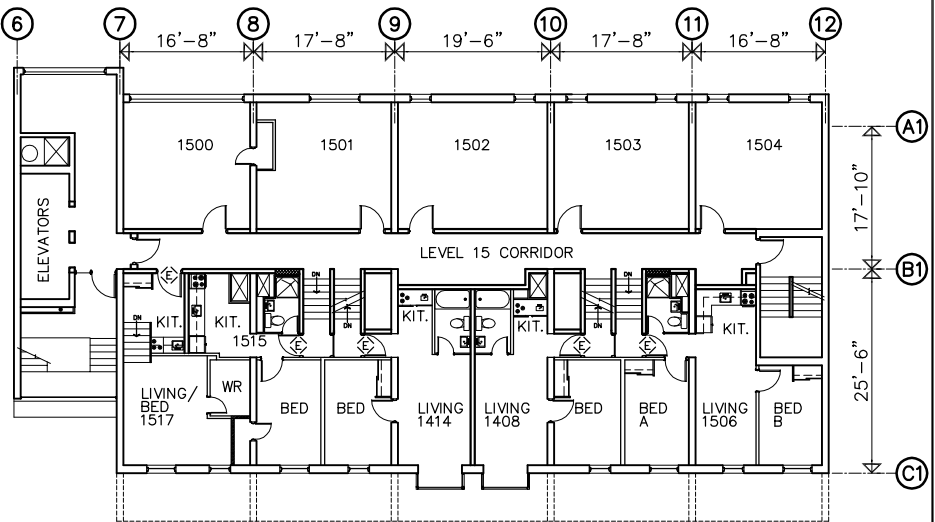 6 7 8 9 10 11 12
16'-8" 17'-8" 19'-6" 17'-8" 16'-8"
A1
1500 1501 1502 1503 1504
17'-10"
ELEVATORS
LEVEL 15 CORRIDOR
B1
E
DN DN
KIT. KIT. KIT. KIT. KIT.
DN DN DN
1515
E E E E
25'-6"
LIVING/
BED
1517
WR
BED
BED
LIVING
1414
LIVING
1408
BED
BED
A
LIVING
1506
BED
B
C1